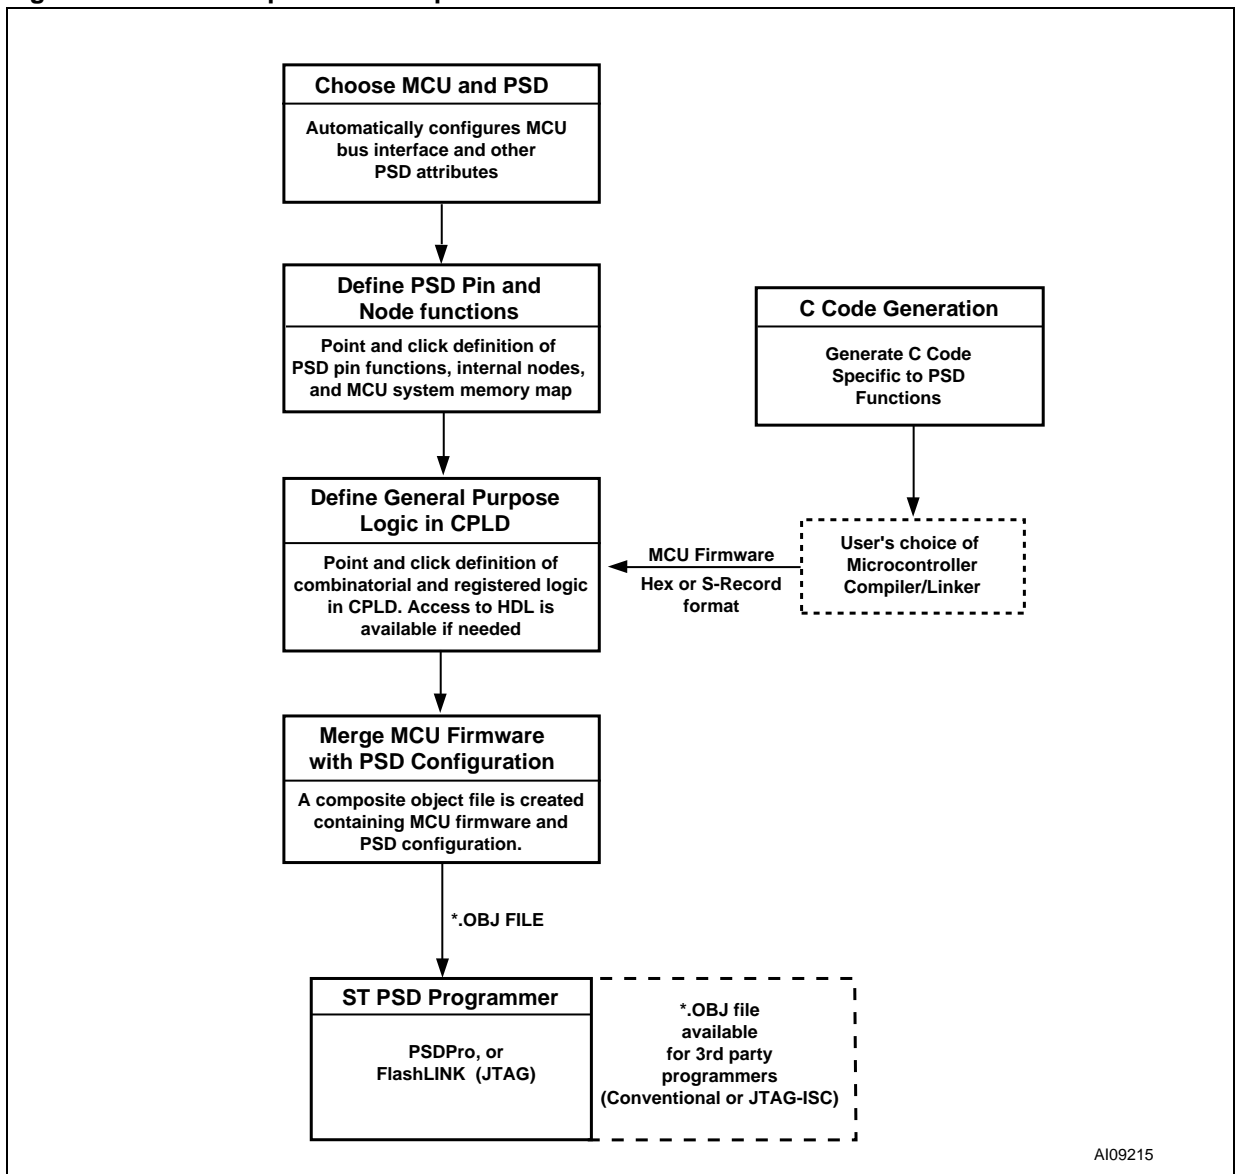 Choose MCU and PSD
Automatically configures MCU
bus interface and other
PSD attributes
Define PSD Pin and
Node functions
Point and click definition of
PSD pin functions, internal nodes,
and MCU system memory map
C Code Generation
Generate C Code
Specific to PSD
Functions
Define General Purpose
Logic in CPLD
Point and click definition of
combinatorial and registered logic
in CPLD. Access to HDL is
available if needed
MCU Firmware
Hex or S-Record
format
User's choice of
Microcontroller
Compiler/Linker
Merge MCU Firmware
with PSD Configuration
A composite object file is created
containing MCU firmware and
PSD configuration.
*.OBJ FILE
ST PSD Programmer
PSDPro, or
FlashLINK (JTAG)
*.OBJ file
available
for 3rd party
programmers
(Conventional or JTAG-ISC)
AI09215